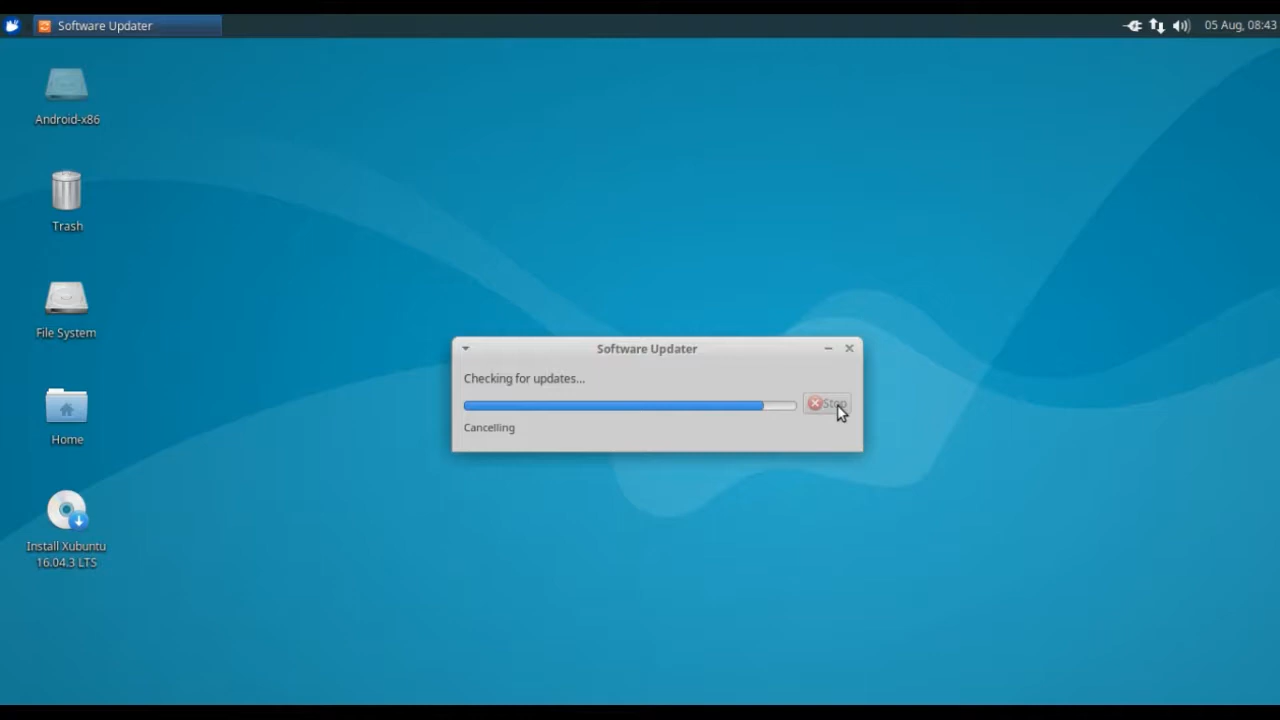 Software Updater
05 Aug, 08:43
Android-x86
Trash
File System
Home
Install Xubuntu
16.04.3 LTS
Software Updater
Checking for updates...
Stop
Cancelling